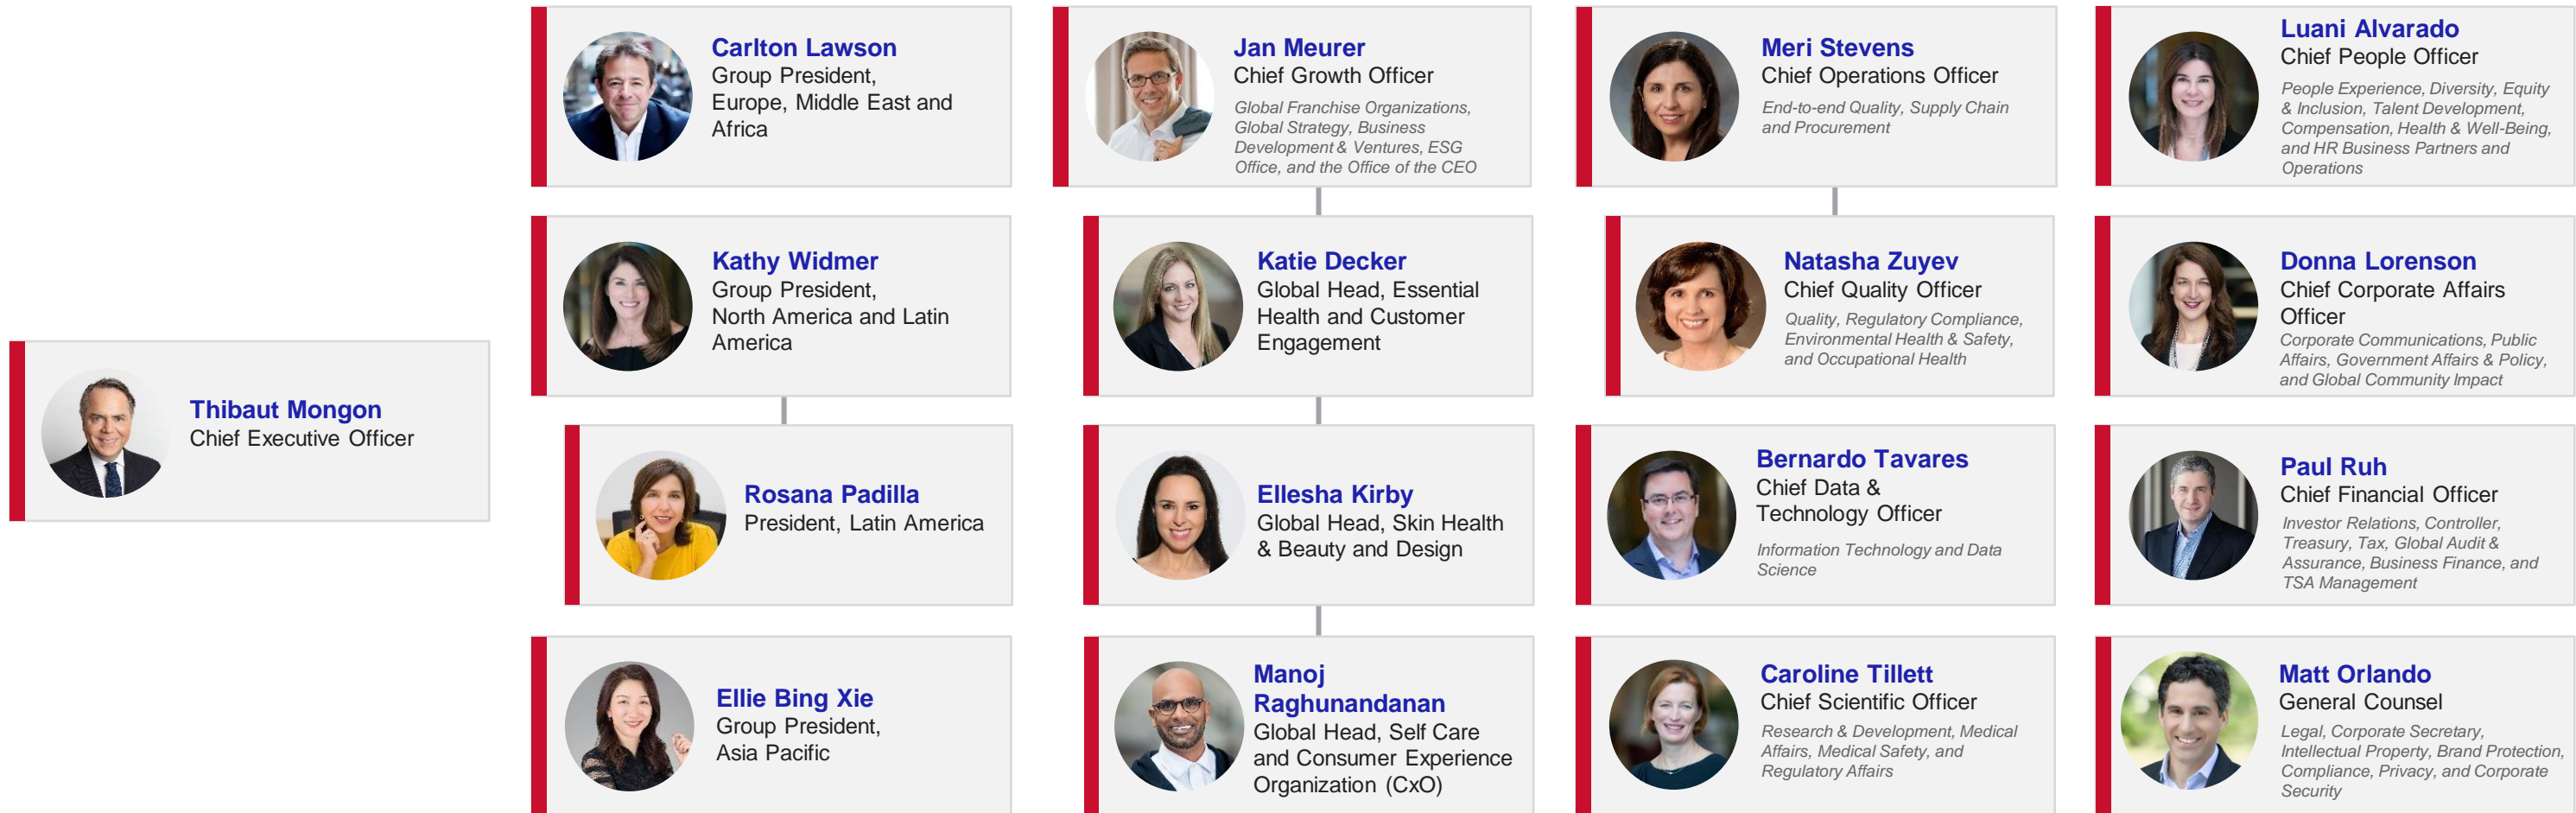 Thibaut Mongon
Chief Executive Officer
Carlton Lawson
Group President,
Europe, Middle East and
Africa
Kathy Widmer
Group President,
North America and Latin
America
Rosana Padilla
President, Latin America
Ellie Bing Xie
Group President,
Asia Pacific
Jan Meurer
Chief Growth Officer
Global Franchise Organizations,
Global Strategy, Business
Development & Ventures, ESG
Office, and the Office of the CEO
Katie Decker
Global Head, Essential
Health and Customer
Engagement
Ellesha Kirby
Global Head, Skin Health
& Beauty and Design
Manoj
Raghunandanan
Global Head, Self Care
and Consumer Experience
Organization (CxO)
Meri Stevens
Chief Operations Officer
End-to-end Quality, Supply Chain
and Procurement
Natasha Zuyev
Chief Quality Officer
Quality, Regulatory Compliance,
Environmental Health & Safety,
and Occupational Health
Bernardo Tavares
Chief Data &
Technology Officer
Information Technology and Data
Science
Caroline Tillett
Chief Scientific Officer
Research & Development, Medical
Affairs, Medical Safety, and
Regulatory Affairs
Luani Alvarado
Chief People Officer
People Experience, Diversity, Equity
& Inclusion, Talent Development,
Compensation, Health & Well-Being,
and HR Business Partners and
Operations
Donna Lorenson
Chief Corporate Affairs
Officer
Corporate Communications, Public
Affairs, Government Affairs & Policy,
and Global Community Impact
Paul Ruh
Chief Financial Officer
Investor Relations, Controller,
Treasury, Tax, Global Audit &
Assurance, Business Finance, and
TSA Management
Matt Orlando
General Counsel
Legal, Corporate Secretary,
Intellectual Property, Brand Protection,
Compliance, Privacy, and Corporate
Security